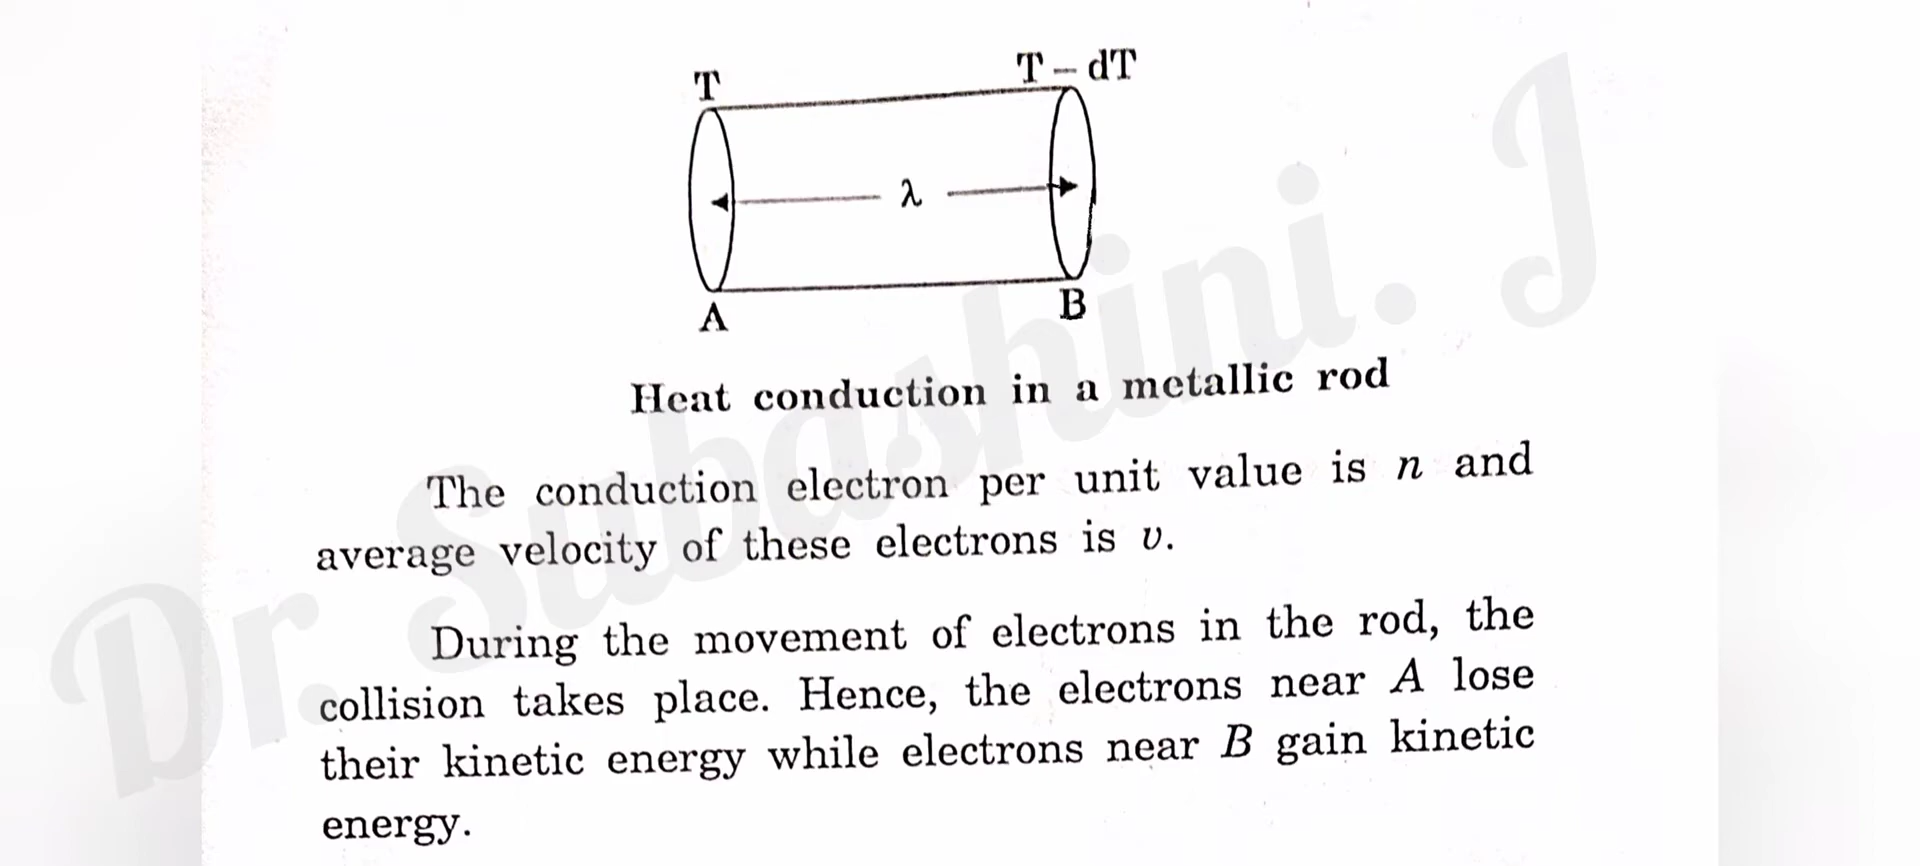 T
T – dT
λ
A
B
Heat conduction in a metallic rod
The conduction electron per unit value is n and
average velocity of these electrons is v.
During the movement of electrons in the rod, the
collision takes place. Hence, the electrons near A lose
their kinetic energy while electrons near B gain kinetic
energy.
Dr. Subashini. J